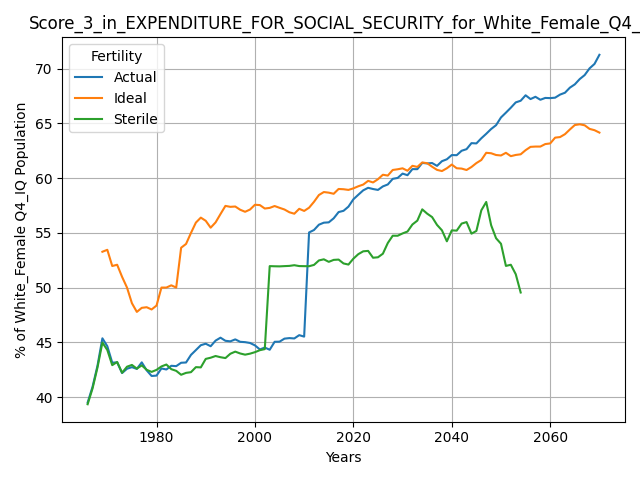 Score_3_in_EXPENDITURE_FOR_SOCIAL_SECURITY_for_White_Female_Q4_
Fertility
Actual
Ideal
Sterile
% of White_Female Q4_IQ Population
70
65
60
55
50
45
40
1980
2000
2020
2040
2060
Years